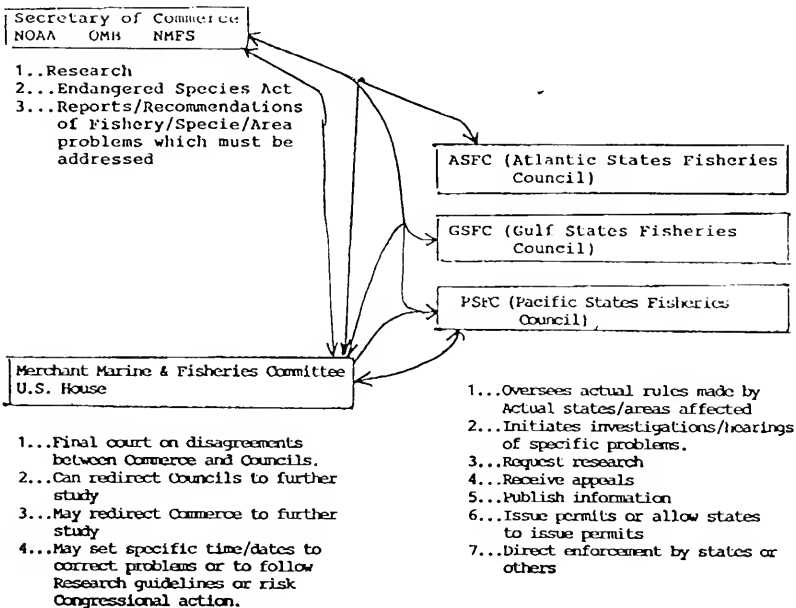 Secretary of Commerce
NOAA OMB NMFS
1..Research
2...Endangered Species Act
3...Reports/Recommendations
of Fishery/Specie/Area
problems which must be
addressed
ASFC (Atlantic States Fisheries
Council)
GSFC (Gulf States Fisheries
Council)
PSFC (Pacific States Fisheries
Council)
Merchant Marine & Fisheries Committee
U.S. House
1...Final court on disagreements
between Commerce and Councils.
2...Can redirect Councils to further
study
3...May redirect Commerce to further
study
4...May set specific time/dates to
correct problems or to follow
Research guidelines or risk
Congressional action.
1...Oversees actual rules made by
Actual states/areas affected
2...Initiates investigations/hearings
of specific problems.
3...Request research
4...Receive appeals
5...Publish information
6...Issue permits or allow states
to issue permits
7...Direct enforcement by states or
others